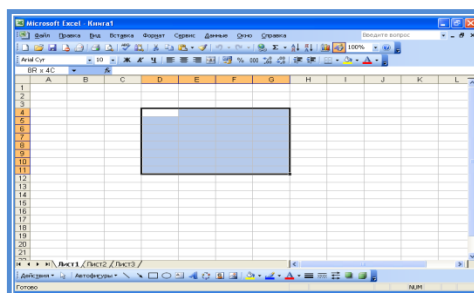 Microsoft Excel - Книга1
Файл Правка Вид Вставка Формат Сервис Данные Окно Справка Введите вопрос
100%
Arial Cyr 10 Ж К Ч
8R x 4C fx
A B C D E F G H I J K L
1
2
3
4
5
6
7
8
9
10
11
12
13
14
15
16
17
18
19
20
21
Лист1 Лист2 Лист3
Действия Автофигуры
Готово NUM